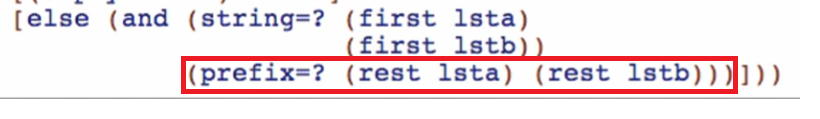 [else (and (string=? (first lsta)
(first lstb))
(prefix=? (rest lsta) (rest lstb)))]))